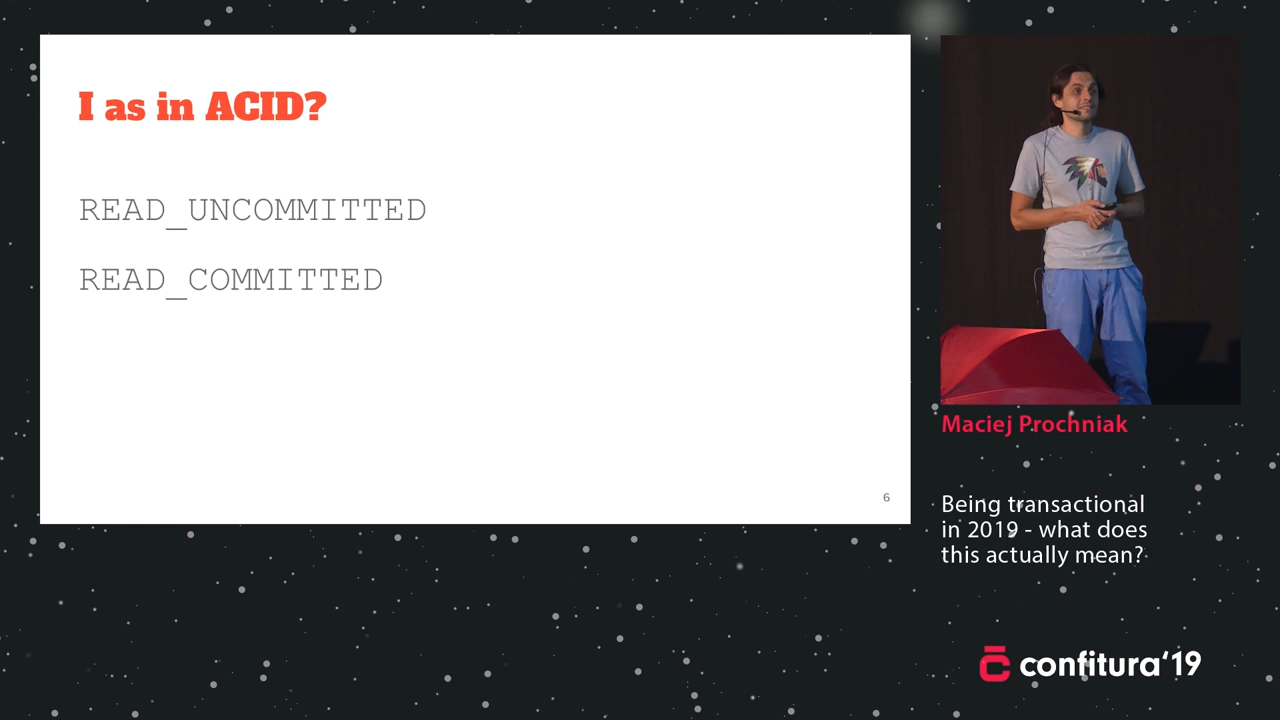 I as in ACID?
READ_UNCOMMITTED
READ_COMMITTED
6
Maciej Prochniak
Being transactional
in 2019 - what does
this actually mean?
confitura'19